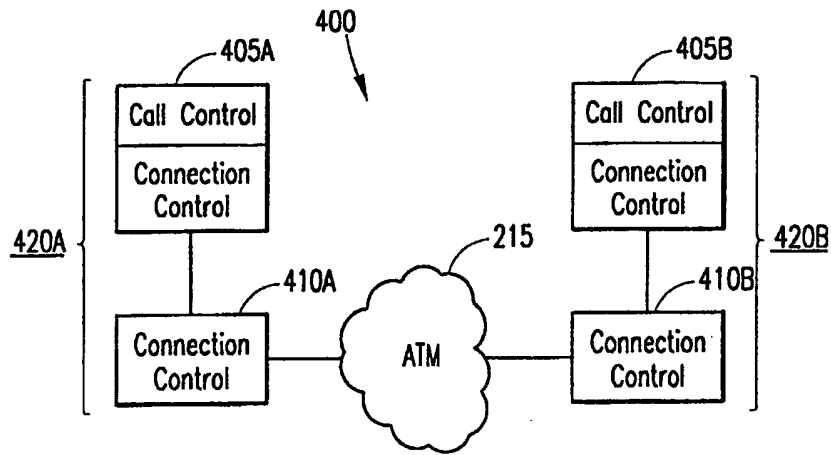 400
405A
405B
Call Control
Call Control
Connection
Control
Connection
Control
420A
420B
215
410A
410B
Connection
Control
ATM
Connection
Control